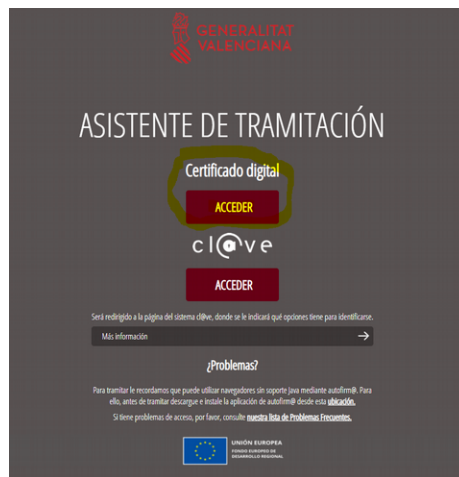 GENERALITAT
VALENCIANA
ASISTENTE DE TRAMITACIÓN
Certificado digital
ACCEDER
cl@ve
ACCEDER
Será redirigido a la página del sistema cl@ve, donde se le indicará qué opciones tiene para identificarse.
Más información
¿Problemas?
Para tramitar le recordamos que puede utilizar navegadores sin soporte Java mediante autofirm@. Para
ello, antes de tramitar descargue e instale la aplicación de autofirm@ desde esta ubicación.
Si tiene problemas de acceso, por favor, consulte nuestra lista de Problemas Frecuentes.
UNIÓN EUROPEA
FONDO EUROPEO DE
DESARROLLO REGIONAL